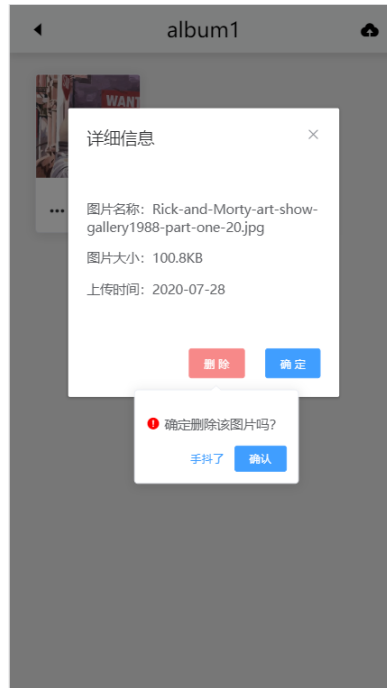 album1
WANT
详细信息
图片名称：Rick-and-Morty-art-show-
gallery1988-part-one-20.jpg
图片大小：100.8KB
上传时间：2020-07-28
删 除 确 定
确定删除该图片吗?
手抖了 确认